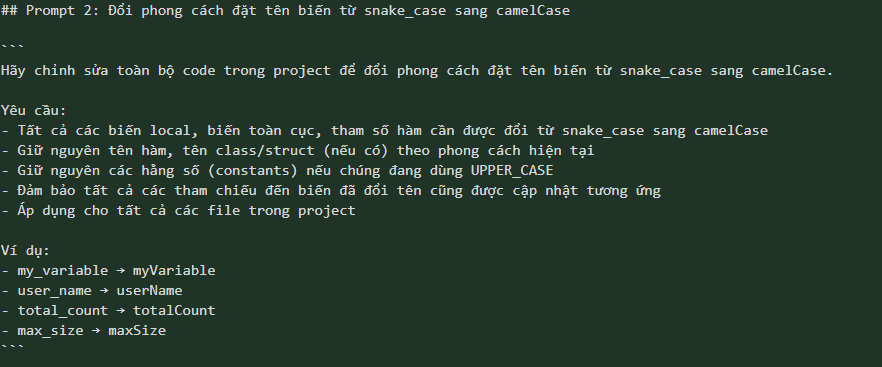 ## Prompt 2: Đổi phong cách đặt tên biến từ snake_case sang camelCase
```
Hãy chỉnh sửa toàn bộ code trong project để đổi phong cách đặt tên biến từ snake_case sang camelCase.
Yêu cầu:
- Tất cả các biến local, biến toàn cục, tham số hàm cần được đổi từ snake_case sang camelCase
- Giữ nguyên tên hàm, tên class/struct (nếu có) theo phong cách hiện tại
- Giữ nguyên các hằng số (constants) nếu chúng đang dùng UPPER_CASE
- Đảm bảo tất cả các tham chiếu đến biến đã đổi tên cũng được cập nhật tương ứng
- Áp dụng cho tất cả các file trong project
Ví dụ:
- my_variable → myVariable
- user_name → userName
- total_count → totalCount
- max_size → maxSize
```